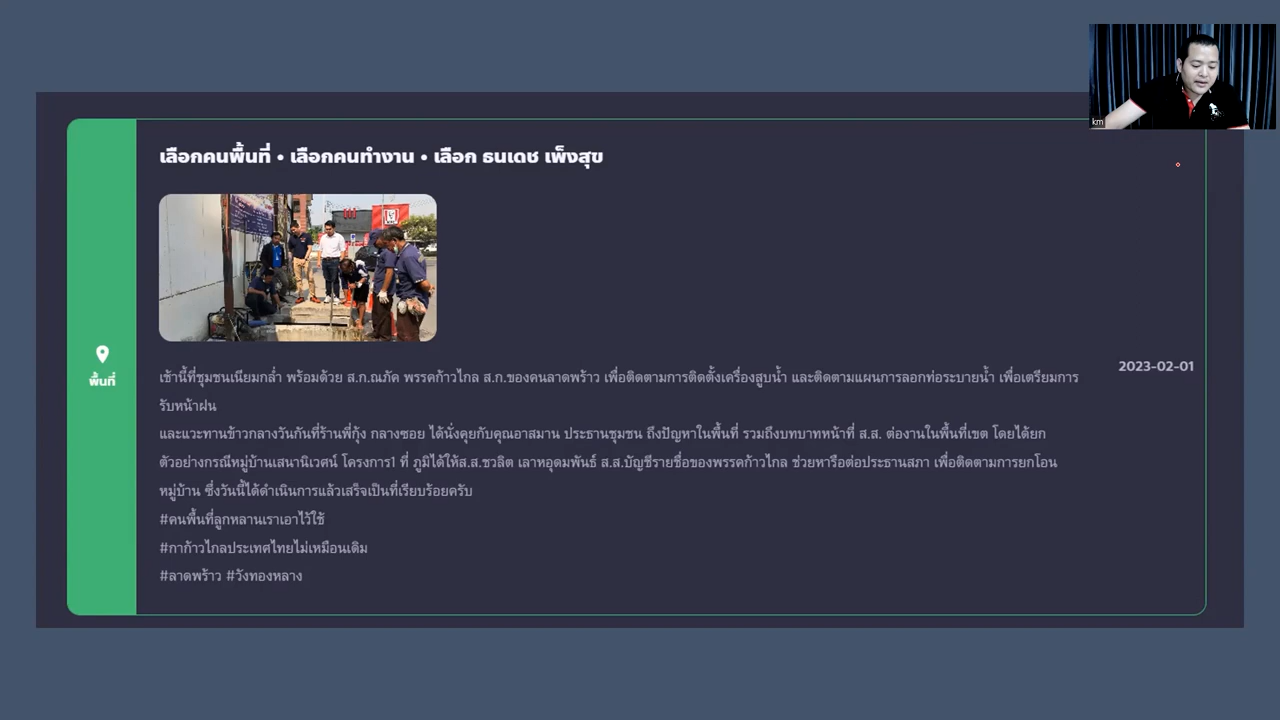 km
เลือกคนพื้นที่ • เลือกคนทำงาน • เลือก ธนเดช เพ็งสุข
พื้นที่
2023-02-01
เช้านี้ที่ชุมชนเนียมกล่ำ พร้อมด้วย ส.ก.ณภัค พรรคก้าวไกล ส.ก.ของคนลาดพร้าว เพื่อติดตามการติดตั้งเครื่องสูบน้ำ และติดตามแผนการลอกท่อระบายน้ำ เพื่อเตรียมการ
รับหน้าฝน
และแวะทานข้าวกลางวันกันที่ร้านพี่กุ้ง กลางซอย ได้นั่งคุยกับคุณอาสมาน ประธานชุมชน ถึงปัญหาในพื้นที่ รวมถึงบทบาทหน้าที่ ส.ส. ต่องานในพื้นที่เขต โดยได้ยก
ตัวอย่างกรณีหมู่บ้านเสนานิเวศน์ โครงการ1 ที่ ภูมิได้ให้ส.ส.ชวลิต เลาหอุดมพันธ์ ส.ส.บัญชีรายชื่อของพรรคก้าวไกล ช่วยหารือต่อประธานสภา เพื่อติดตามการยกโอน
หมู่บ้าน ซึ่งวันนี้ได้ดำเนินการแล้วเสร็จเป็นที่เรียบร้อยครับ
#คนพื้นที่ลูกหลานเราเอาไว้ใช้
#กาก้าวไกลประเทศไทยไม่เหมือนเดิม
#ลาดพร้าว #วังทองหลาง